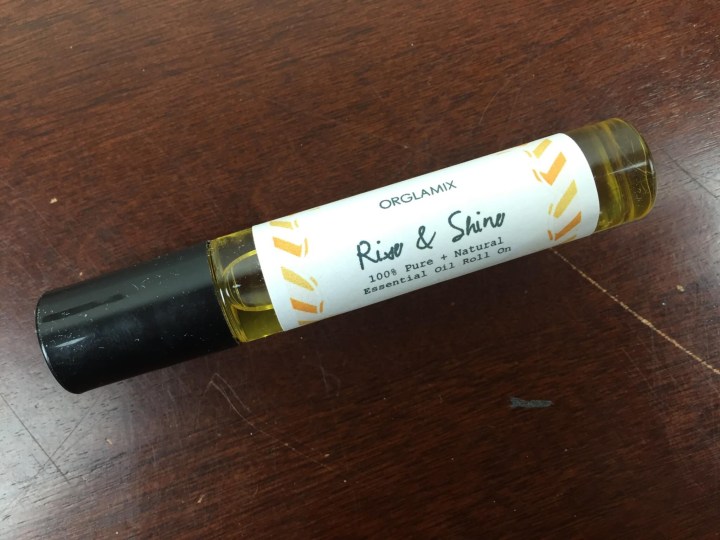 ORGLAMIX
Rise & Shine
100% Pure + Natural
Essential Oil Roll On